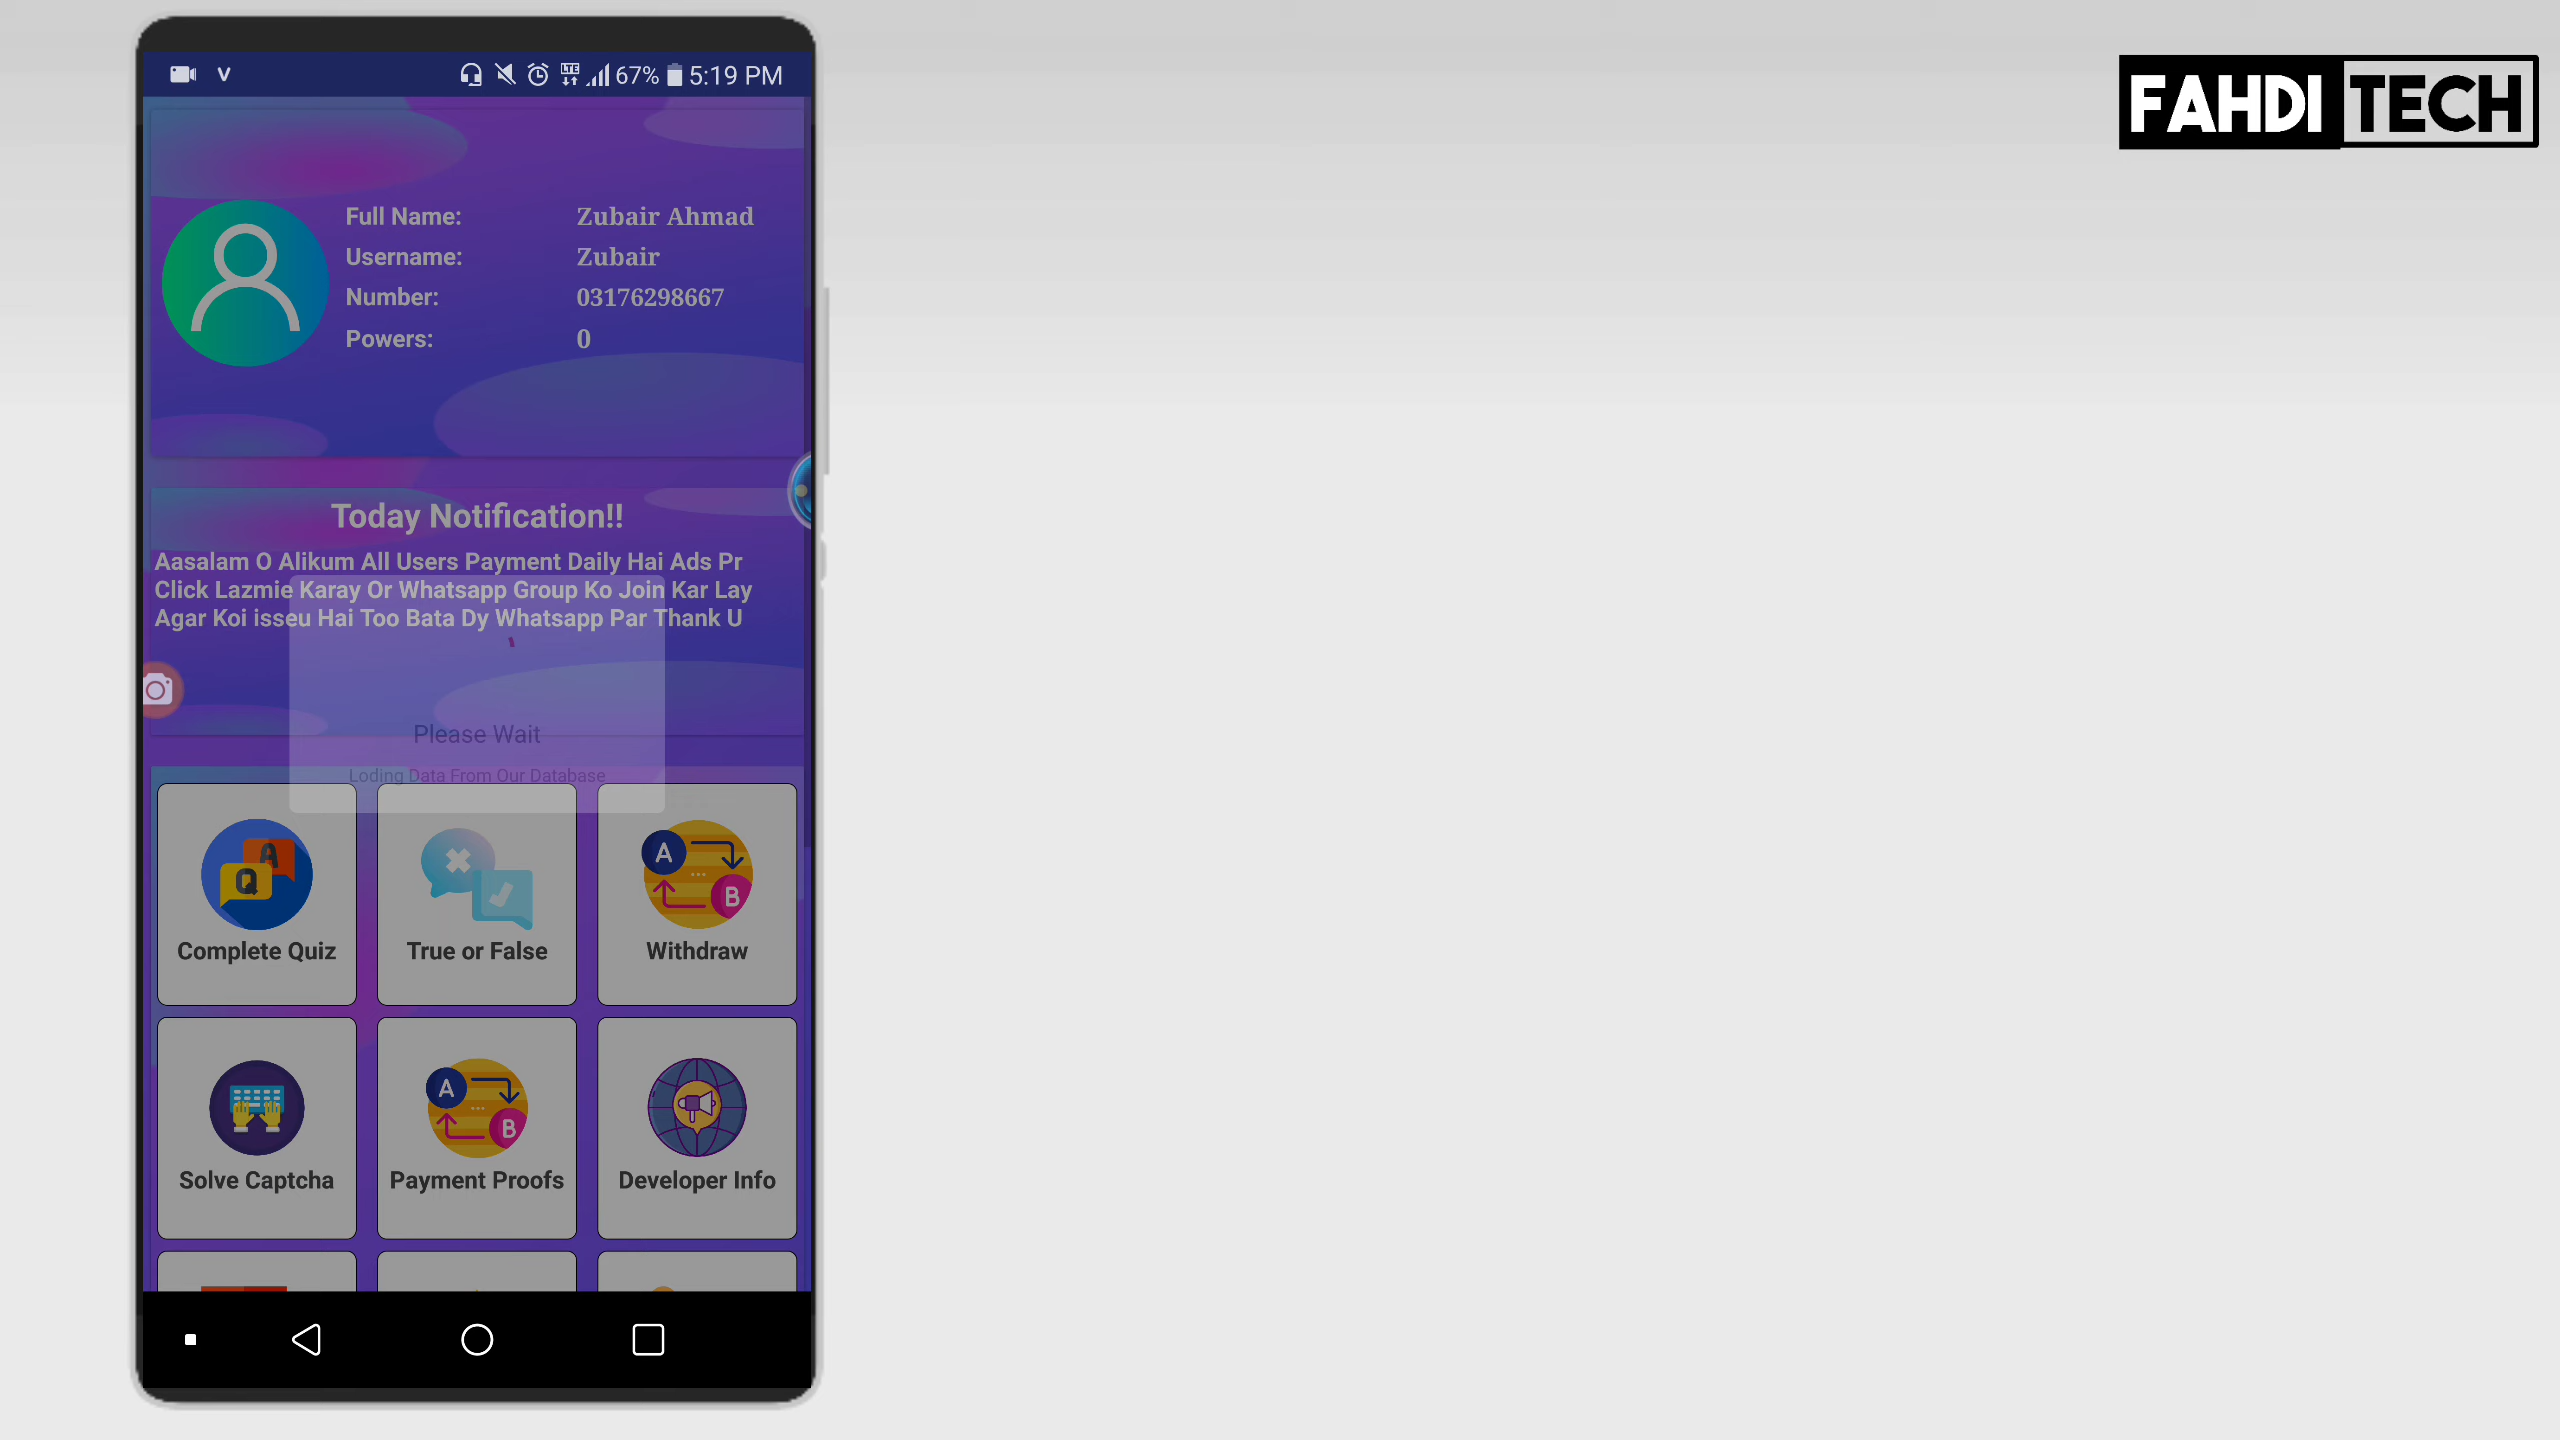 V 67% 5:19 PM
FAHDI TECH
Full Name: Zubair Ahmad
Username: Zubair
Number: 03176298667
Powers: 0
Today Notification!!
Aasalam O Alikum All Users Payment Daily Hai Ads Pr
Click Lazmie Karay Or Whatsapp Group Ko Join Kar Lay
Agar Koi isseu Hai Too Bata Dy Whatsapp Par Thank U
Please Wait
Loding Data From Our Database
A
Q
A
B
Complete Quiz True or False Withdraw
A
B
Solve Captcha Payment Proofs Developer Info